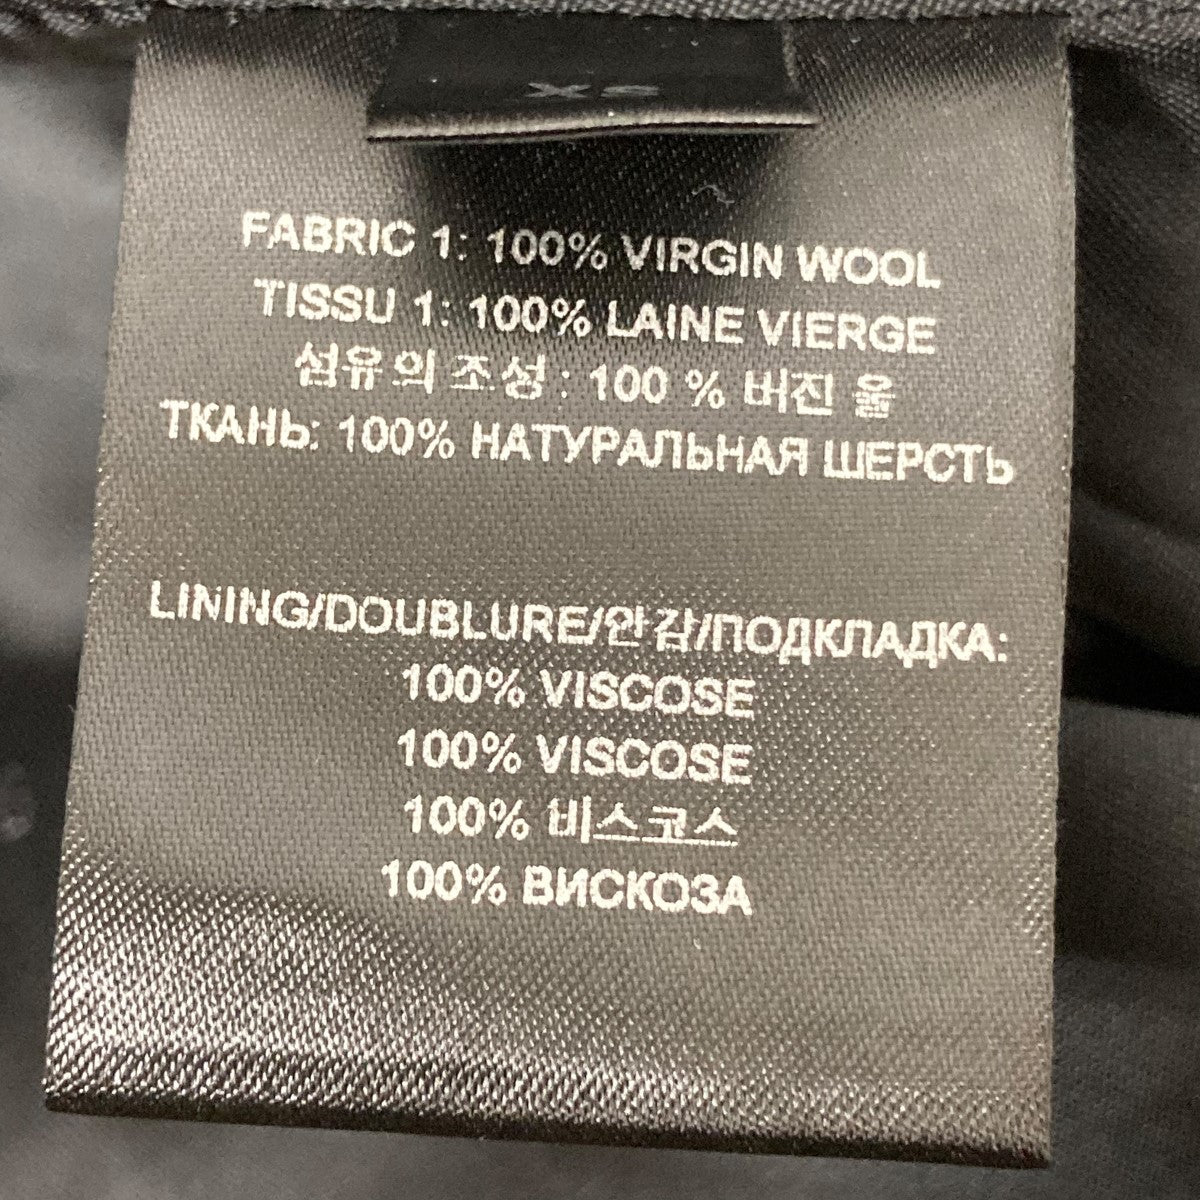 XS
FABRIC 1: 100% VIRGIN WOOL
TISSU 1: 100% LAINE VIERGE
섬유의 조성 : 100 % 버진 울
ТКАНЬ: 100% НАТУРАЛЬНАЯ ШЕРСТЬ
LINING/DOUBLURE/안감/ПОДКЛАДКА:
100% VISCOSE
100% VISCOSE
100% 비스코스
100% ВИСКОЗА